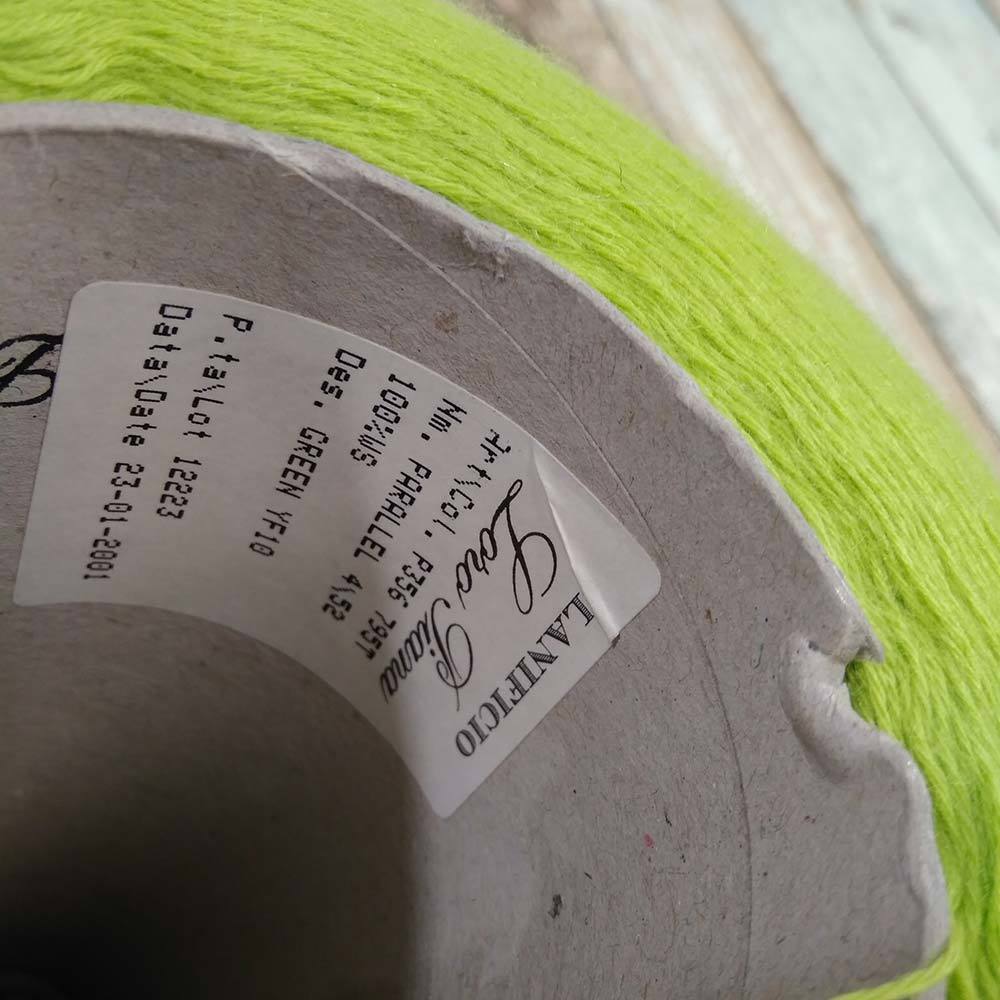 LANIFICIO
Loro Piana
Art\Col. P356 795T
Nm. PARALLEL 4\52
100%WS
Des. GREEN YF10
P.ta\Lot 12223
Data\Date 23-01-2001